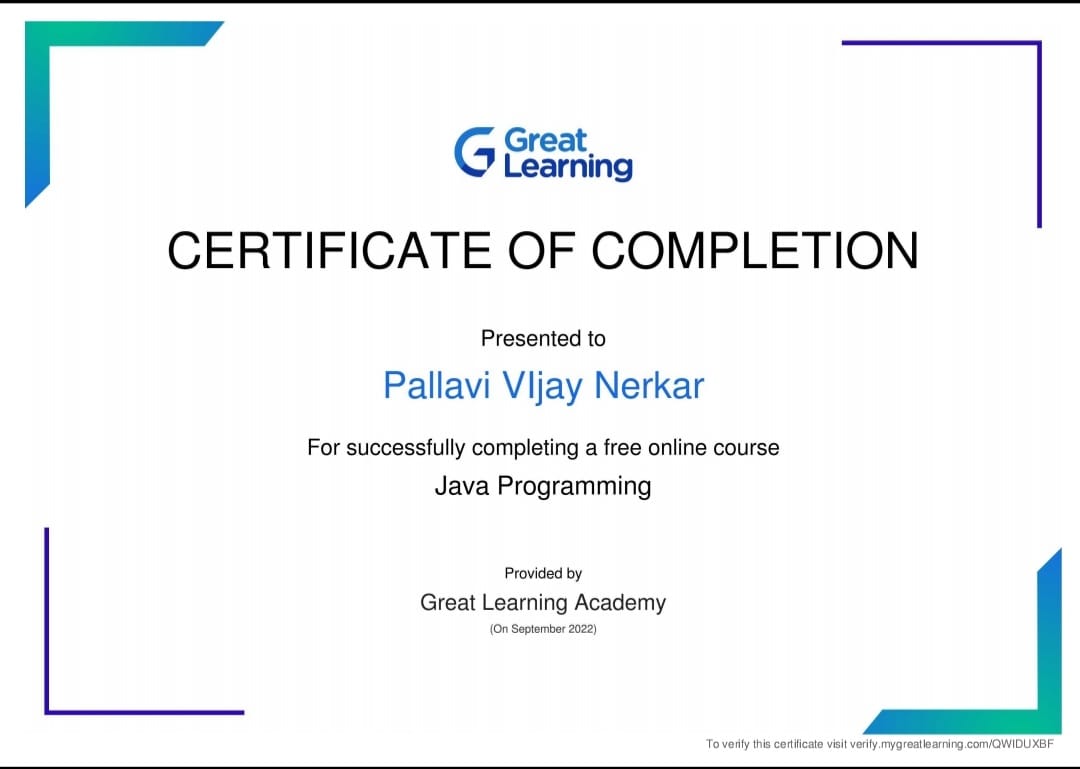 Great
Learning
CERTIFICATE OF COMPLETION
Presented to
Pallavi VIjay Nerkar
For successfully completing a free online course
Java Programming
Provided by
Great Learning Academy
(On September 2022)
To verify this certificate visit verify.mygreatlearning.com/QWIDUXBF